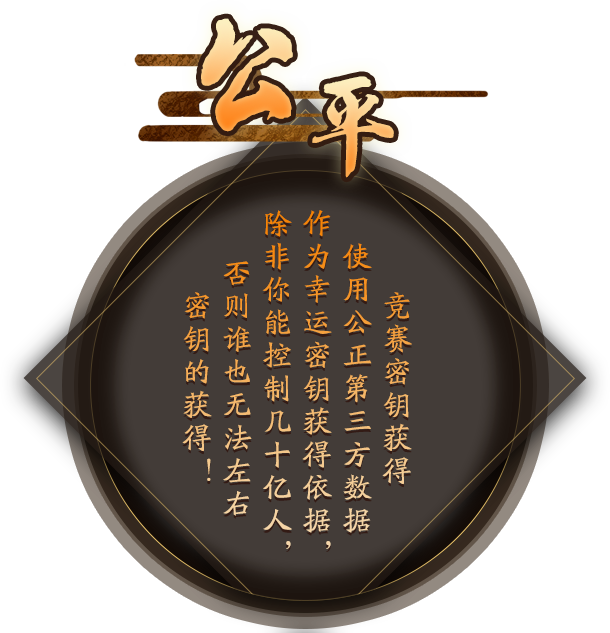 公平
竞赛密钥获得
使用公正第三方数据
作为幸运密钥获得依据，
除非你能控制几十亿人，
否则谁也无法左右
密钥的获得！